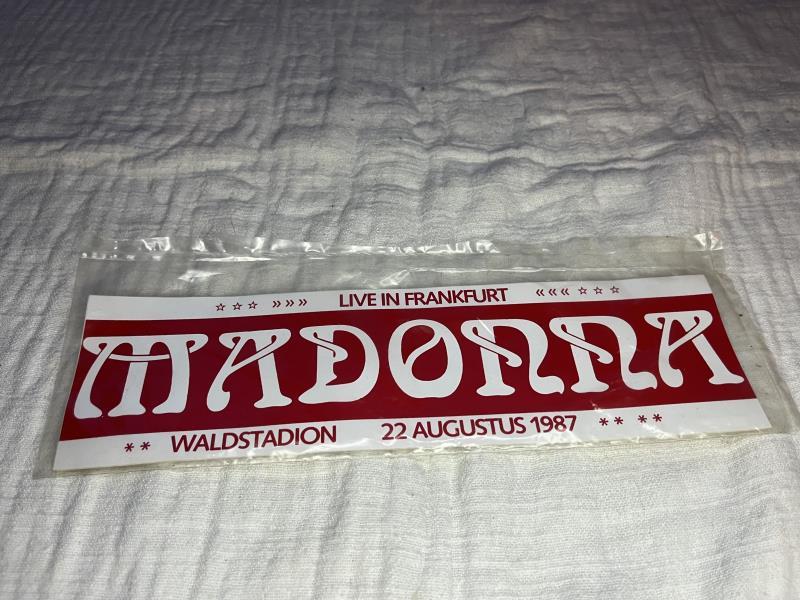 ☆☆☆ »»» LIVE IN FRANKFURT ««« ☆☆☆
MADONNA
** WALDSTADION 22 AUGUSTUS 1987 ** **